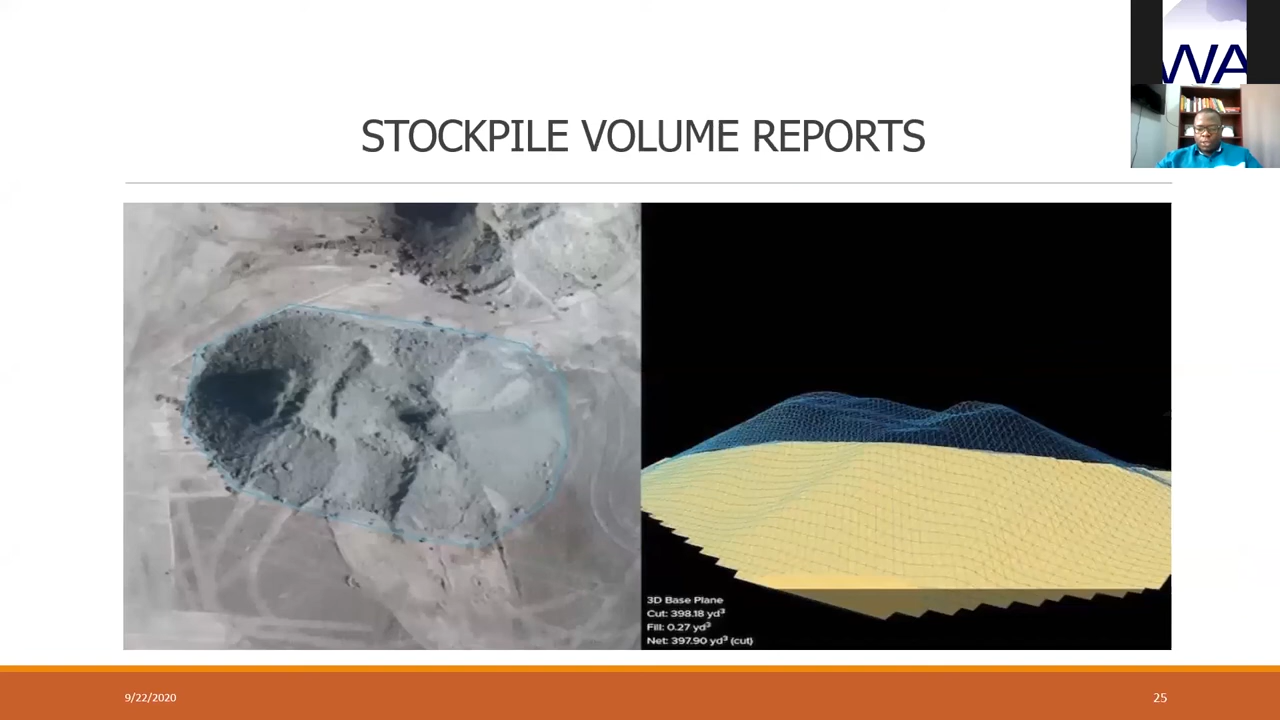 WA
STOCKPILE VOLUME REPORTS
3D Base Plane
Cut: 398.18 yd³
Fill: 0.27 yd³
Net: 397.90 yd³ (cut)
9/22/2020
25